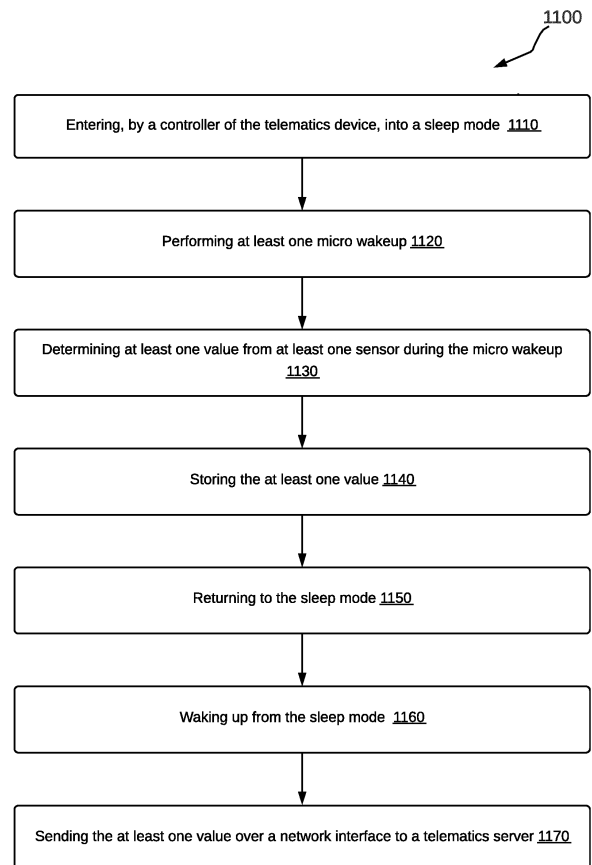 1100
Entering, by a controller of the telematics device, into a sleep mode 1110
Performing at least one micro wakeup 1120
Determining at least one value from at least one sensor during the micro wakeup
1130
Storing the at least one value 1140
Returning to the sleep mode 1150
Waking up from the sleep mode 1160
Sending the at least one value over a network interface to a telematics server 1170